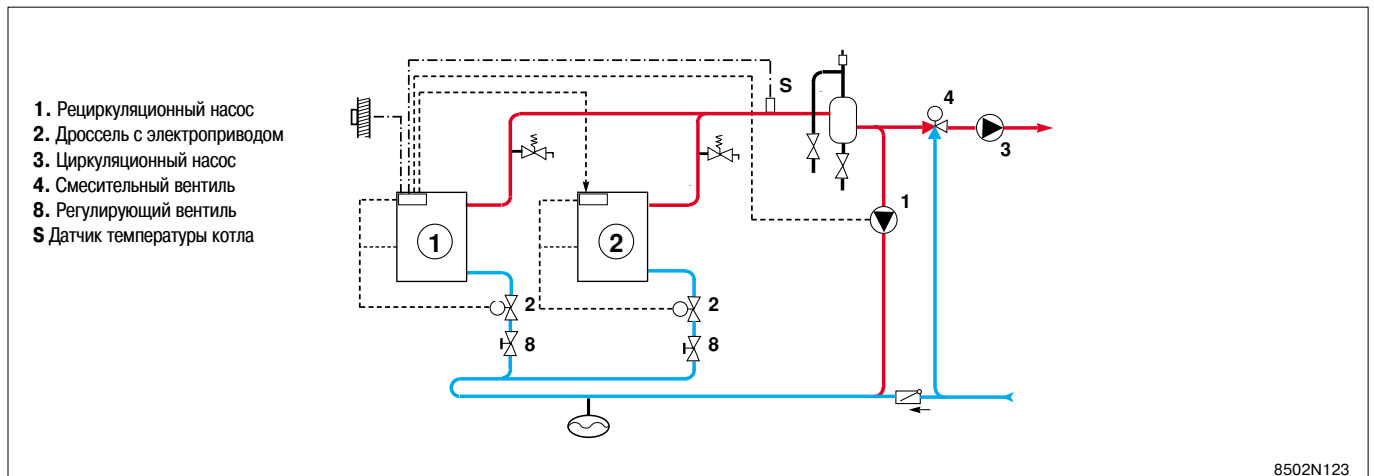 1. Рециркуляционный насос
2. Дроссель с электроприводом
3. Циркуляционный насос
4. Смесительный вентиль
8. Регулирующий вентиль
S Датчик температуры котла
S
4
3
1
1
2
2
2
8
8
8502N123